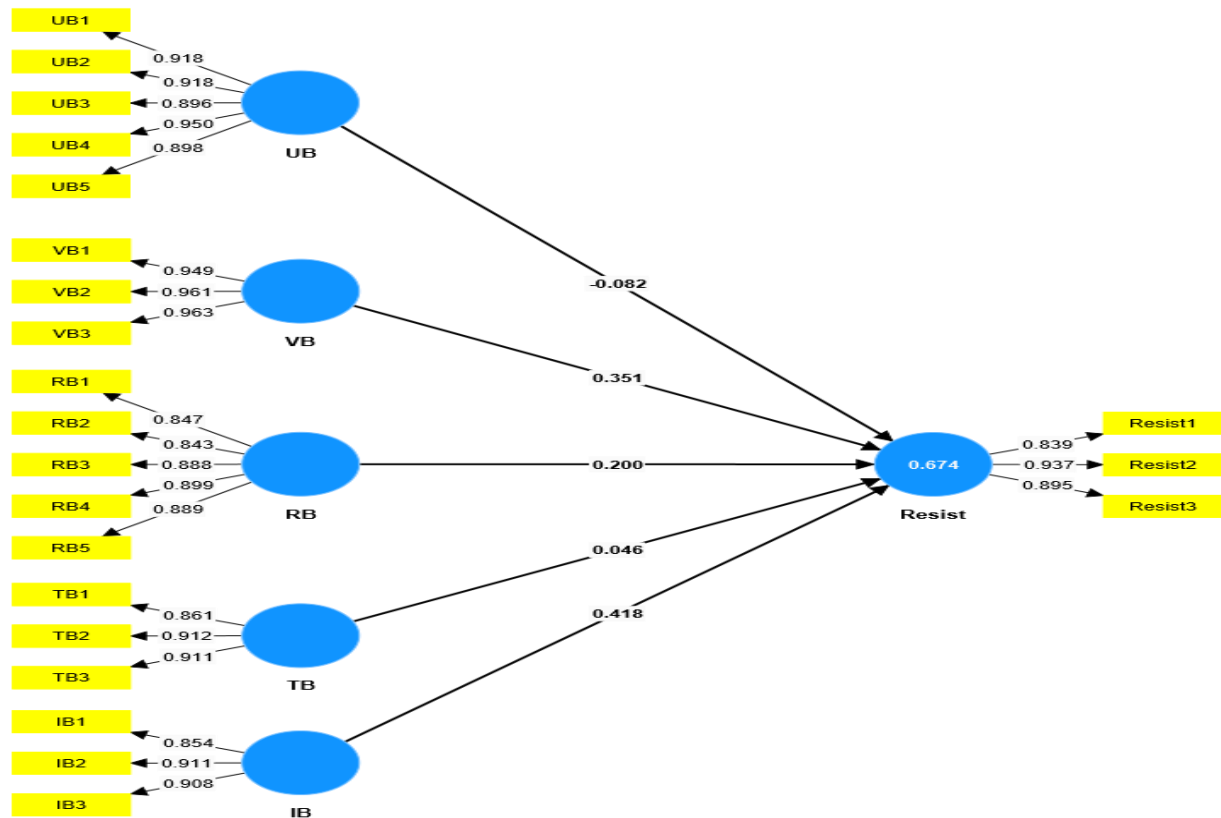 UB1
0.918
UB2
0.918
UB3
0.896
UB4
0.950
UB5
0.898
UB
-0.082
VB1
0.949
VB2
0.961
VB3
0.963
VB
0.351
RB1
0.847
RB2
0.843
RB3
0.888
RB4
0.899
RB5
0.889
RB
0.200
TB1
0.861
TB2
0.912
TB3
0.911
TB
0.046
IB1
0.854
IB2
0.911
IB3
0.908
IB
0.418
0.674
Resist
0.839
Resist1
0.937
Resist2
0.895
Resist3